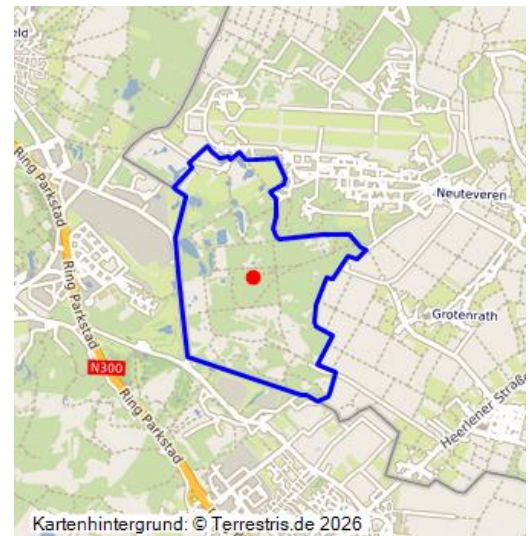 eld
Ring Parkstad
Neuteveren
Ring Parkstad
Grotenrath
N300
Ring Parkstad
Heerlener Straße
Kartenhintergrund: © Terrestris.de 2026